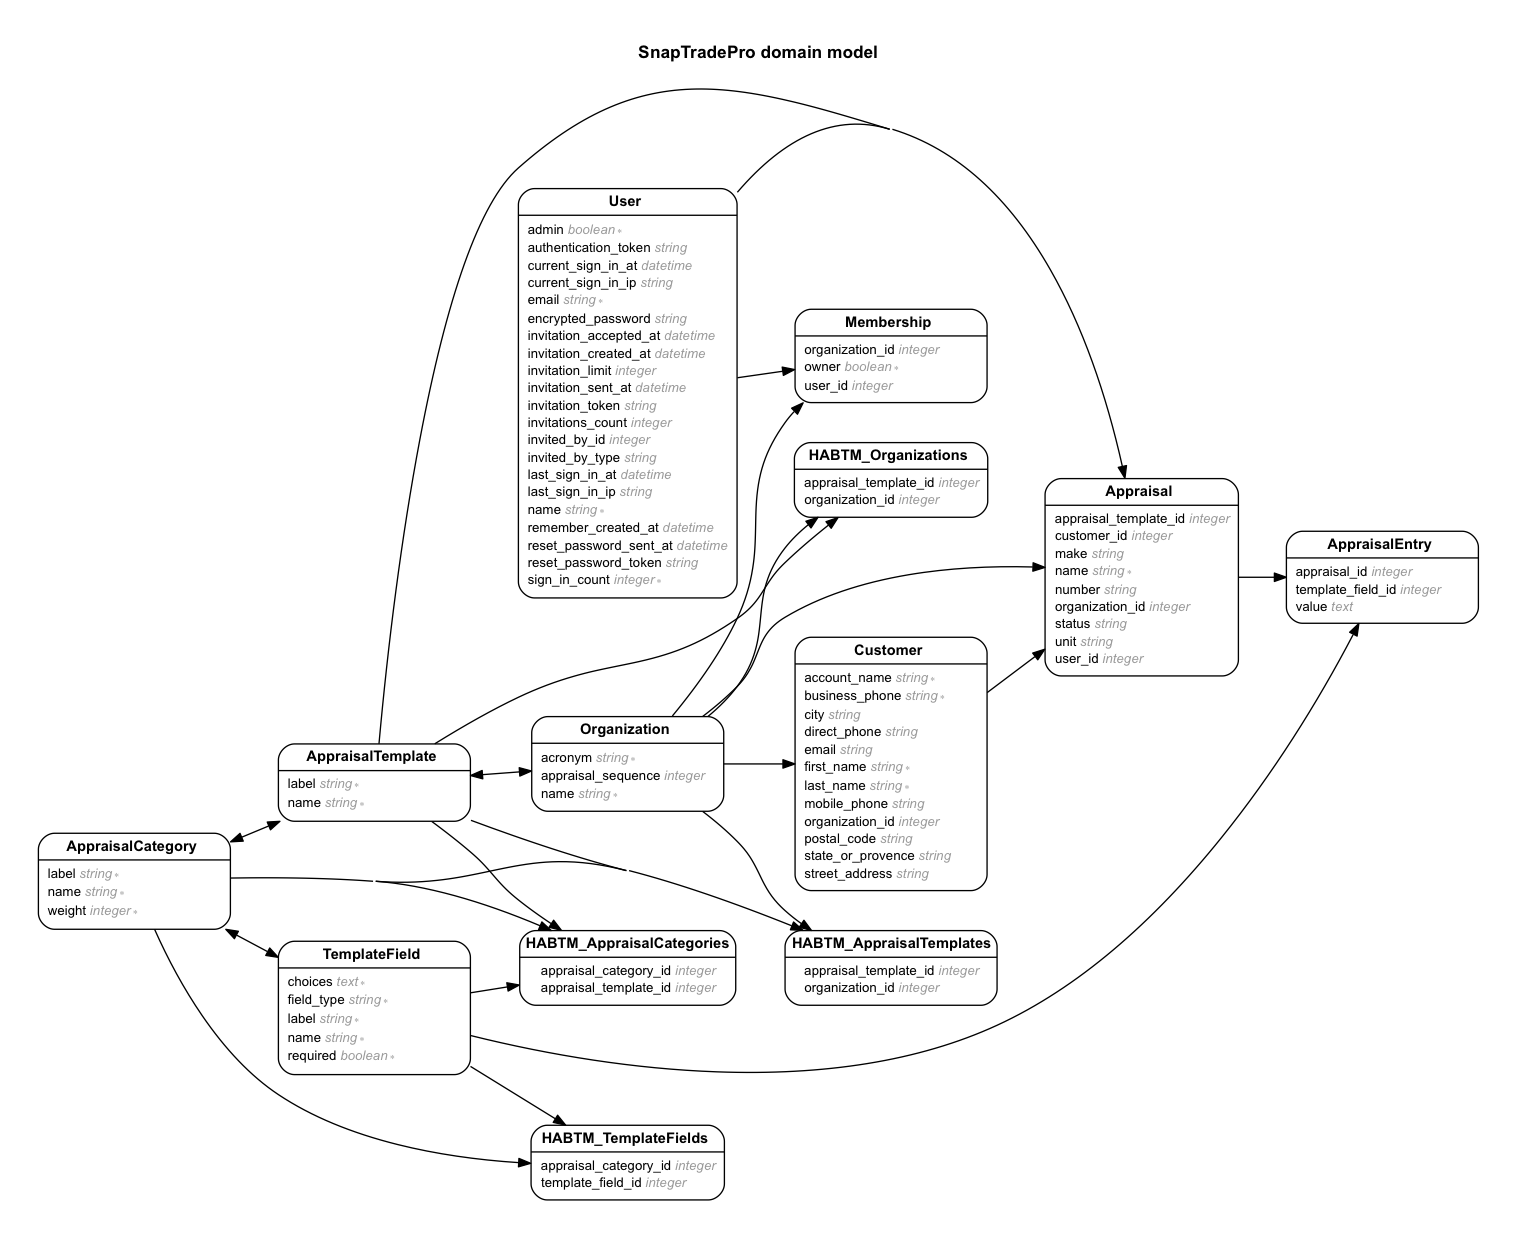 SnapTradePro domain model
User
admin boolean *
authentication_token string
current_sign_in_at datetime
current_sign_in_ip string
email string *
encrypted_password string
invitation_accepted_at datetime
invitation_created_at datetime
invitation_limit integer
invitation_sent_at datetime
invitation_token string
invitations_count integer
invited_by_id integer
invited_by_type string
last_sign_in_at datetime
last_sign_in_ip string
name string *
remember_created_at datetime
reset_password_sent_at datetime
reset_password_token string
sign_in_count integer *
Membership
organization_id integer
owner boolean *
user_id integer
HABTM_Organizations
appraisal_template_id integer
organization_id integer
Appraisal
appraisal_template_id integer
customer_id integer
make string
name string *
number string
organization_id integer
status string
unit string
user_id integer
AppraisalEntry
appraisal_id integer
template_field_id integer
value text
Customer
account_name string *
business_phone string *
city string
direct_phone string
email string
first_name string *
last_name string *
mobile_phone string
organization_id integer
postal_code string
state_or_provence string
street_address string
Organization
acronym string *
appraisal_sequence integer
name string *
AppraisalTemplate
label string *
name string *
AppraisalCategory
label string *
name string *
weight integer *
TemplateField
choices text *
field_type string *
label string *
name string *
required boolean *
HABTM_AppraisalCategories
appraisal_category_id integer
appraisal_template_id integer
HABTM_AppraisalTemplates
appraisal_template_id integer
organization_id integer
HABTM_TemplateFields
appraisal_category_id integer
template_field_id integer